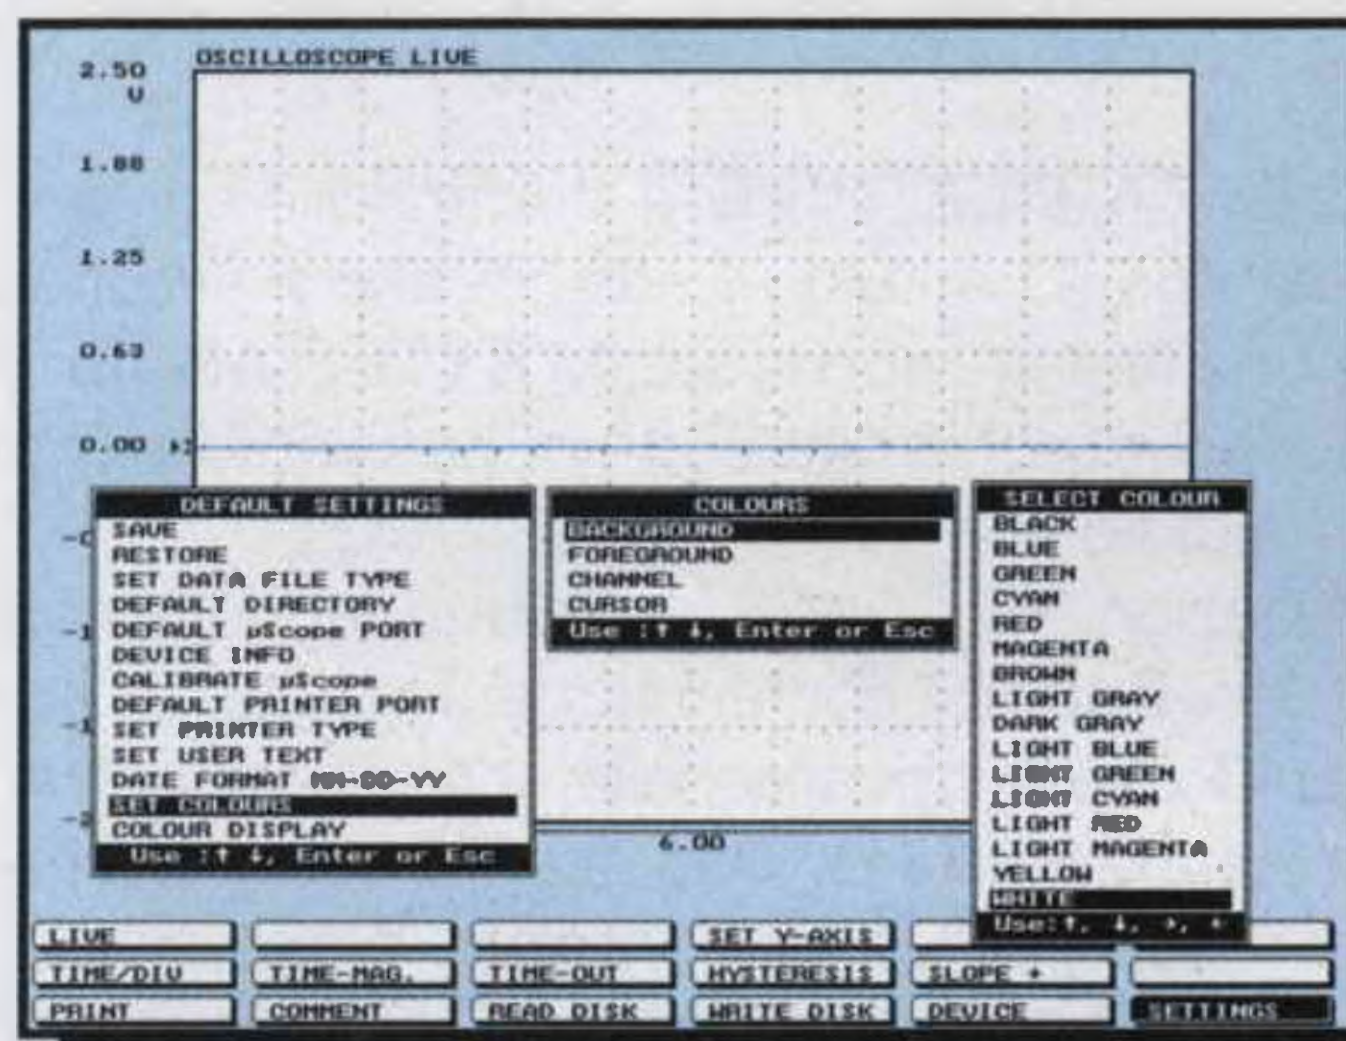 OSCILLOSCOPE LIVE
2.50
V
1.88
1.25
0.63
0.00
6.00
DEFAULT SETTINGS
SAVE
RESTORE
SET DATA FILE TYPE
DEFAULT DIRECTORY
DEFAULT µScope PORT
DEVICE INFO
CALIBRATE µScope
DEFAULT PRINTER PORT
SET PRINTER TYPE
SET USER TEXT
DATE FORMAT MM-DD-YY
SET COLOURS
COLOUR DISPLAY
Use :↑ ↓, Enter or Esc
COLOURS
BACKGROUND
FOREGROUND
CHANNEL
CURSOR
Use :↑ ↓, Enter or Esc
SELECT COLOUR
BLACK
BLUE
GREEN
CYAN
RED
MAGENTA
BROWN
LIGHT GRAY
DARK GRAY
LIGHT BLUE
LIGHT GREEN
LIGHT CYAN
LIGHT RED
LIGHT MAGENTA
YELLOW
WHITE
Use:↑, ↓, →, ←
LIVE
SET Y-AXIS
TIME/DIV
TIME-MAG.
TIME-OUT
HYSTERESIS
SLOPE +
PRINT
COMMENT
READ DISK
WRITE DISK
DEVICE
SETTINGS